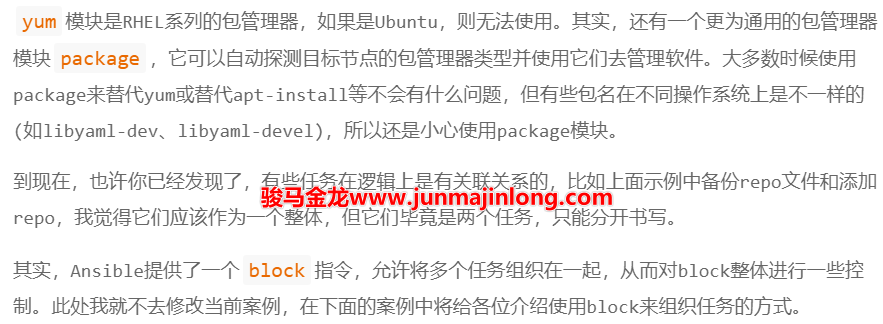 yum 模块是RHEL系列的包管理器，如果是Ubuntu，则无法使用。其实，还有一个更为通用的包管理器
模块 package ，它可以自动探测目标节点的包管理器类型并使用它们去管理软件。大多数时候使用
package来替代yum或替代apt-install等不会有什么问题，但有些包名在不同操作系统上是不一样的
(如libyaml-dev、libyaml-devel)，所以还是小心使用package模块。
到现在，也许你已经发现了，有些任务在逻辑上是有关联关系的，比如上面示例中备份repo文件和添加
骏马金龙www.junmajinlong.com
repo，我觉得它们应该作为一个整体，但它们毕竟是两个任务，只能分开书写。
其实，Ansible提供了一个 block 指令，允许将多个任务组织在一起，从而对block整体进行一些控
制。此处我就不去修改当前案例，在下面的案例中将给各位介绍使用block来组织任务的方式。